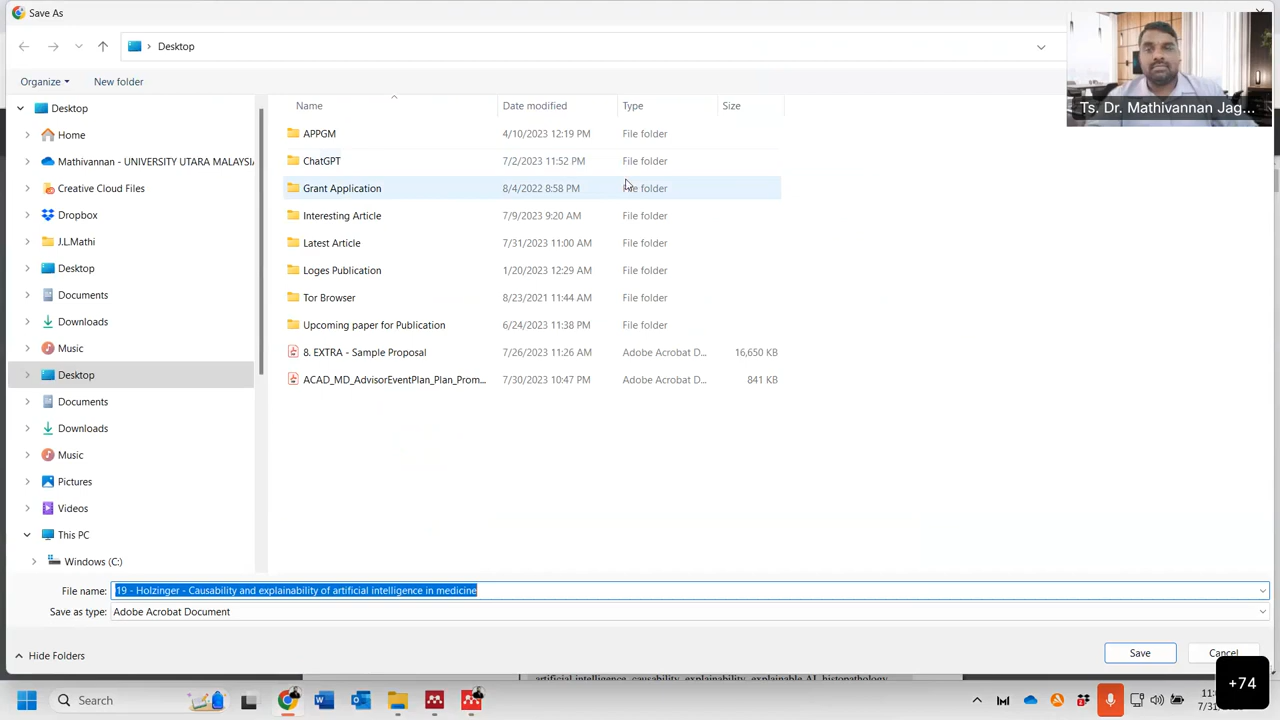 Save As
Desktop
Ts. Dr. Mathivannan Jag...
Organize
New folder
Desktop
Home
Mathivannan - UNIVERSITY UTARA MALAYSIA
Creative Cloud Files
Dropbox
J.L.Mathi
Desktop
Documents
Downloads
Music
Desktop
Documents
Downloads
Music
Pictures
Videos
This PC
Windows (C:)
Name Date modified Type Size
APPGM 4/10/2023 12:19 PM File folder
ChatGPT 7/2/2023 11:52 PM File folder
Grant Application 8/4/2022 8:58 PM File folder
Interesting Article 7/9/2023 9:20 AM File folder
Latest Article 7/31/2023 11:00 AM File folder
Loges Publication 1/20/2023 12:29 AM File folder
Tor Browser 8/23/2021 11:44 AM File folder
Upcoming paper for Publication 6/24/2023 11:38 PM File folder
8. EXTRA - Sample Proposal 7/26/2023 11:26 AM Adobe Acrobat D... 16,650 KB
ACAD_MD_AdvisorEventPlan_Plan_Prom... 7/30/2023 10:47 PM Adobe Acrobat D... 841 KB
File name: 19 - Holzinger - Causability and explainability of artificial intelligence in medicine
Save as type: Adobe Acrobat Document
Hide Folders
Save
Cancel
artificial intelligence, causability, explainability, explainable AI, histopathology,
+74
Search